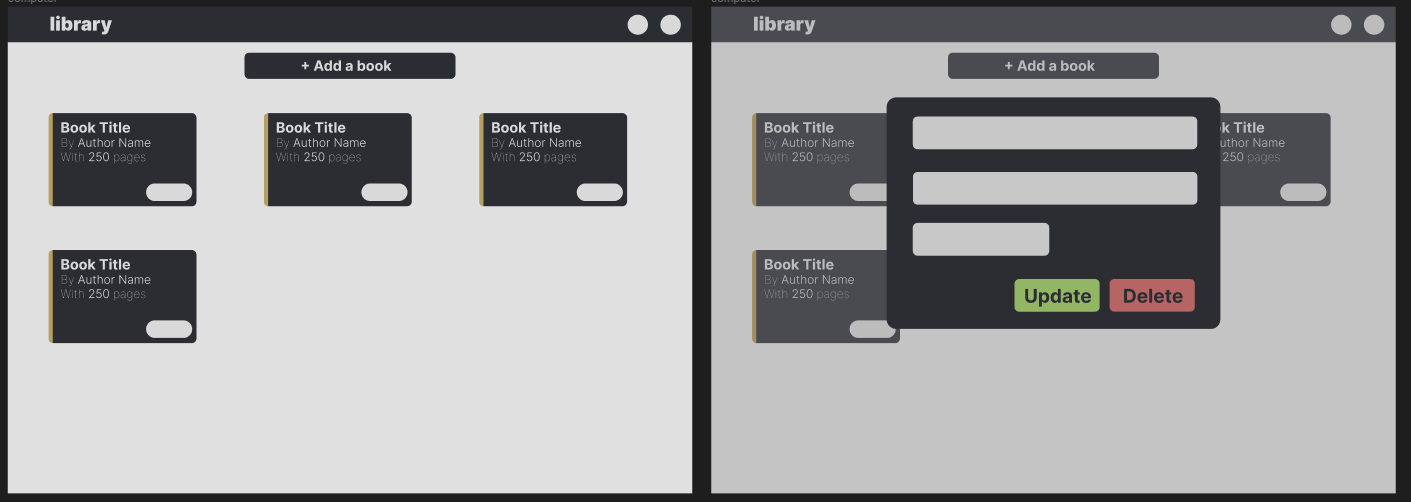 computer
library
+ Add a book
Book Title
By Author Name
With 250 pages
Book Title
By Author Name
With 250 pages
Book Title
By Author Name
With 250 pages
Book Title
By Author Name
With 250 pages
computer
library
+ Add a book
Book Title
By Author Name
With 250 pages
k Title
uthor Name
250 pages
Book Title
By Author Name
With 250 pages
Update
Delete